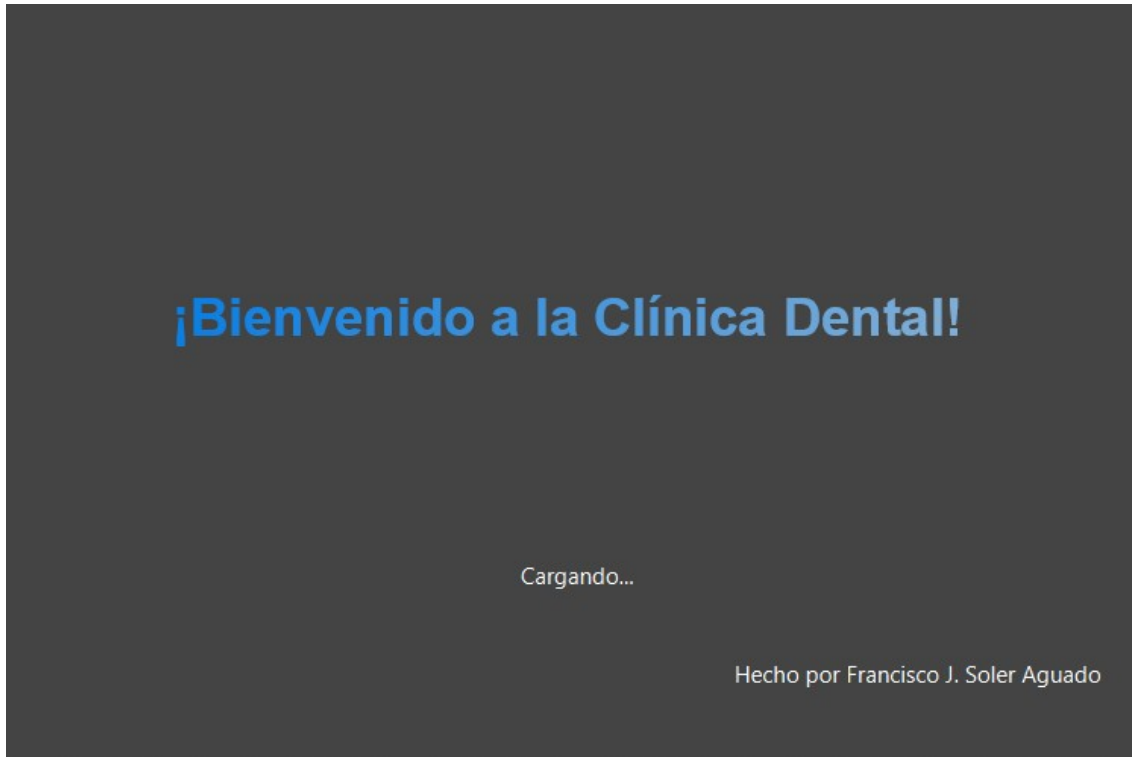 ¡Bienvenido a la Clínica Dental!
Cargando...
Hecho por Francisco J. Soler Aguado